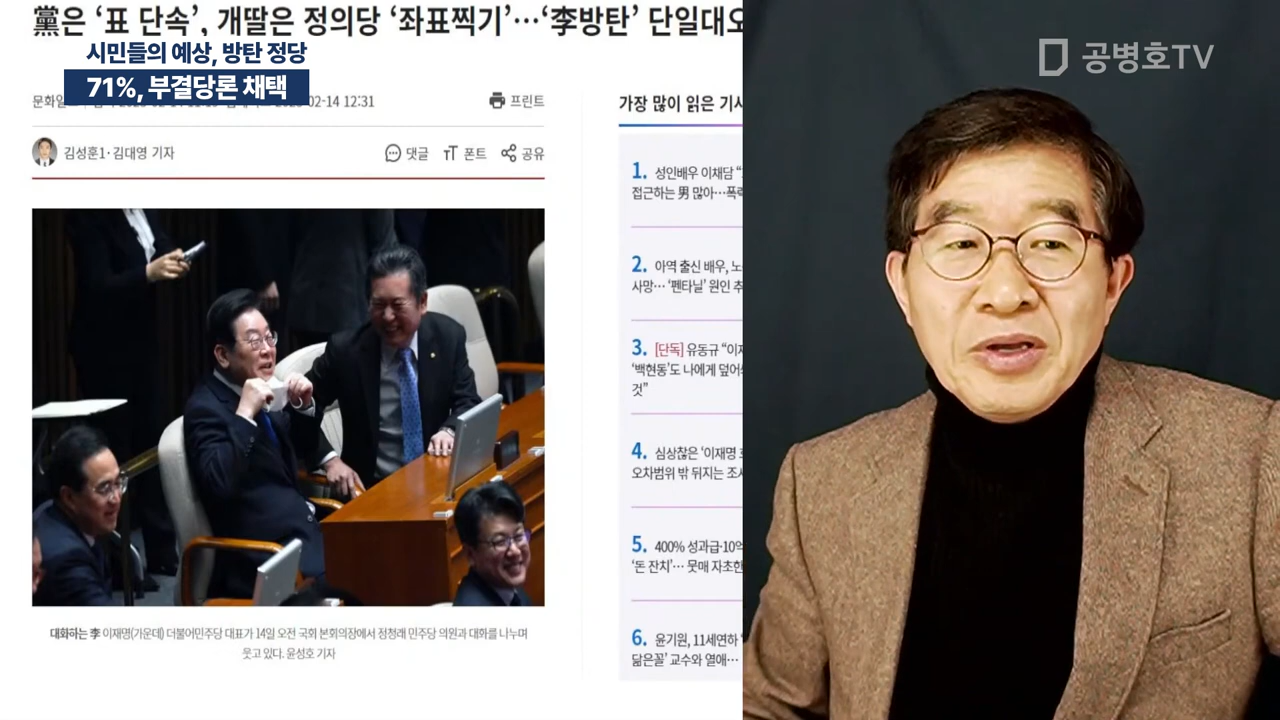 黨은 ‘표 단속’, 개딸은 정의당 ‘좌표찍기’…‘李방탄’ 단일대오
시민들의 예상, 방탄 정당
71%, 부결당론 채택
문화일
02-14 12:31
프린트
김성훈1·김대영 기자
댓글 폰트 공유
대화하는 李 이재명(가운데) 더불어민주당 대표가 14일 오전 국회 본회의장에서 정청래 민주당 의원과 대화를 나누며
웃고 있다. 윤성호 기자
가장 많이 읽은 기사
1. 성인배우 이채담 “
접근하는 男 많아…폭력
2. 아역 출신 배우, 노
사망… ‘펜타닐’ 원인 추
3. [단독] 유동규 “이재
‘백현동’도 나에게 덮어
것”
4. 심상찮은 ‘이재명
오차범위 밖 뒤지는 조사
5. 400% 성과급·10억
‘돈 잔치’… 뭇매 자초한
6. 윤기원, 11세연하
닮은꼴’ 교수와 열애…
공병호TV